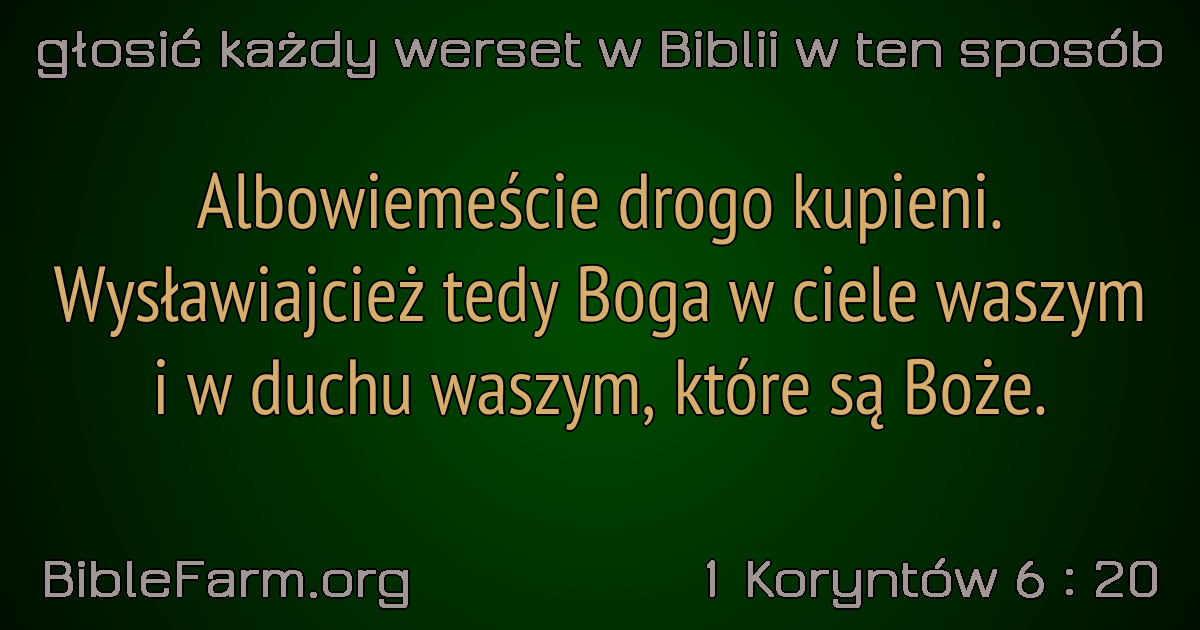 głosić każdy werset w Biblii w ten sposób
Albowiemeście drogo kupieni.
Wysławiajcież tedy Boga w ciele waszym
i w duchu waszym, które są Boże.
BibleFarm.org
1 Koryntów 6 : 20